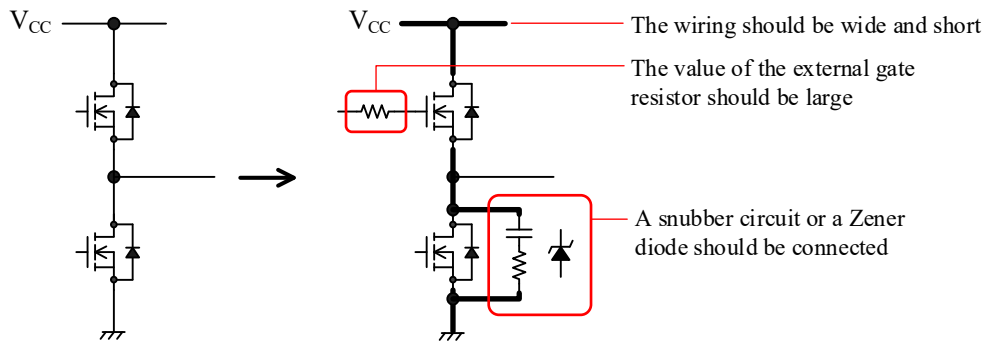 VCC
VCC
The wiring should be wide and short
The value of the external gate
resistor should be large
A snubber circuit or a Zener
diode should be connected